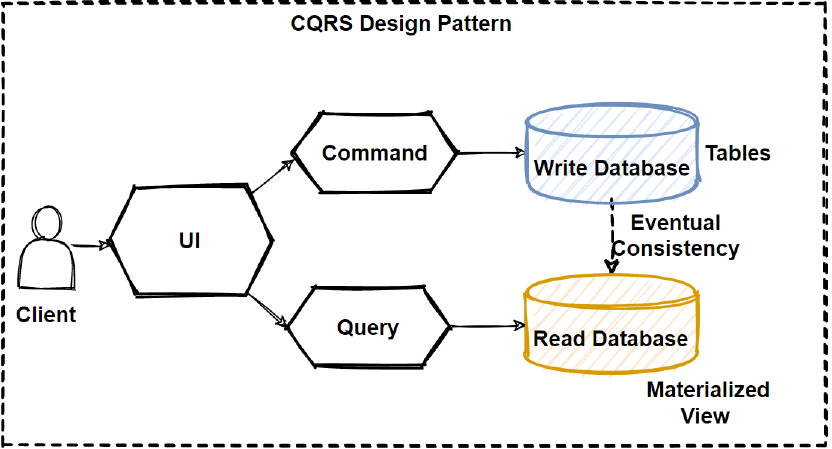 CQRS Design Pattern
Command
Write Database
Tables
UI
Eventual
Consistency
Client
Query
Read Database
Materialized
View